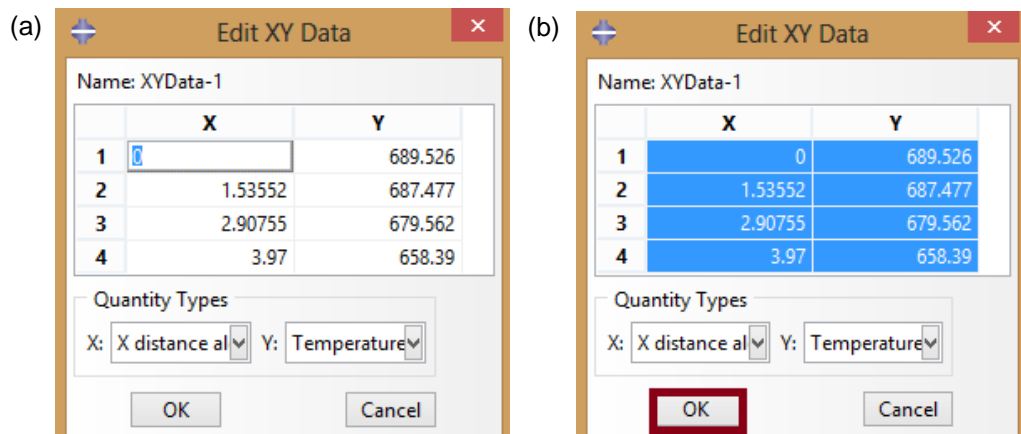 (a)
Edit XY Data
×
Name: XYData-1
X Y
1 0 689.526
2 1.53552 687.477
3 2.90755 679.562
4 3.97 658.39
Quantity Types
X: X distance al Y: Temperature
OK Cancel
(b)
Edit XY Data
×
Name: XYData-1
X Y
1 0 689.526
2 1.53552 687.477
3 2.90755 679.562
4 3.97 658.39
Quantity Types
X: X distance al Y: Temperature
OK Cancel